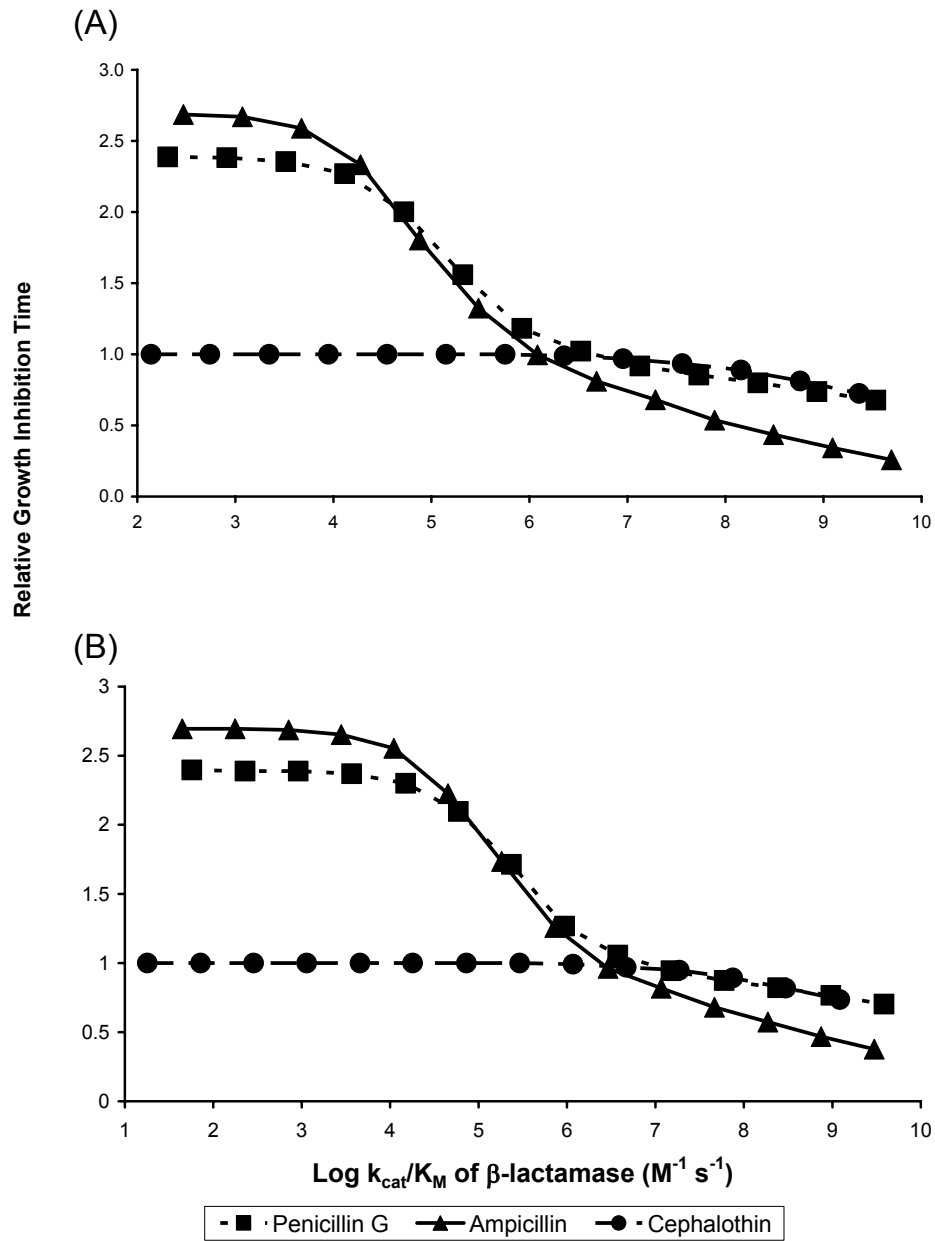 (A)
3.0
2.5
2.0
1.5
1.0
0.5
0.0
2 3 4 5 6 7 8 9 10
Relative Growth Inhibition Time
(B)
3
2.5
2
1.5
1
0.5
0
1 2 3 4 5 6 7 8 9 10
Log kcat/KM of β-lactamase (M⁻¹ s⁻¹)
Penicillin G Ampicillin Cephalothin